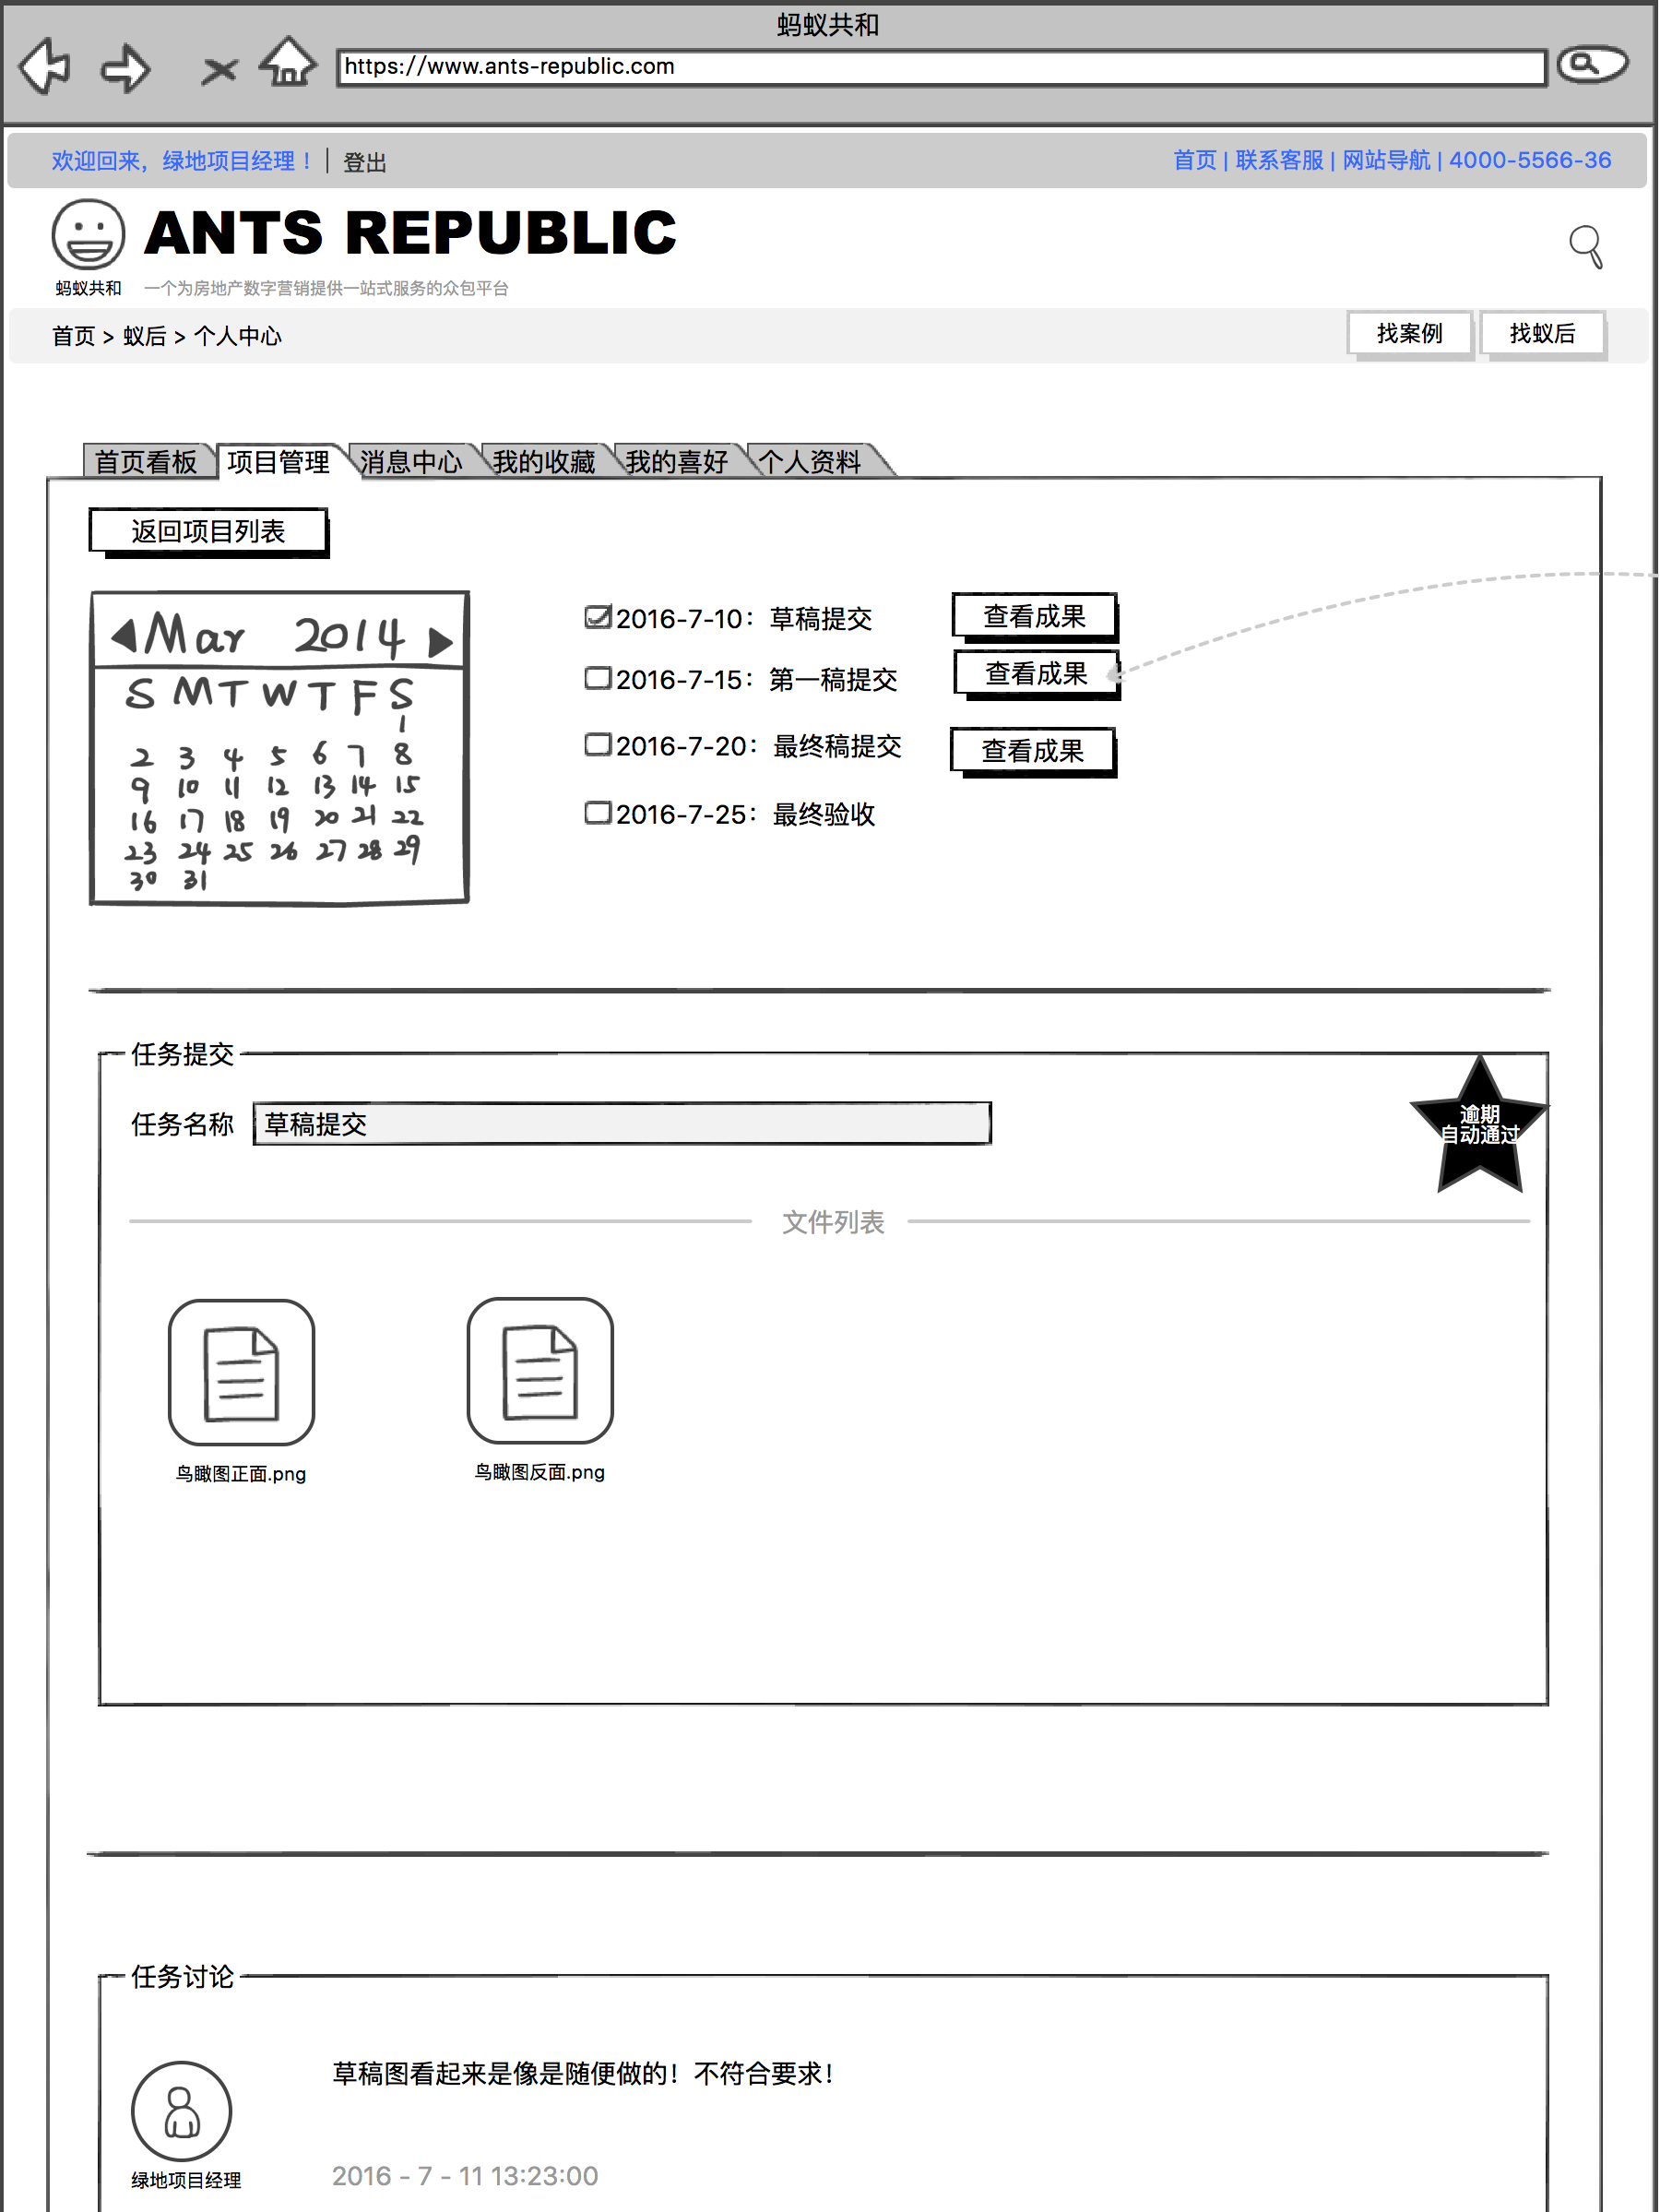 蚂蚁共和
https://www.ants-republic.com
欢迎回来，绿地项目经理！ | 登出
首页 | 联系客服 | 网站导航 | 4000-5566-36
ANTS REPUBLIC
蚂蚁共和
一个为房地产数字营销提供一站式服务的众包平台
首页 > 蚁后 > 个人中心
找案例
找蚁后
首页看板
项目管理
消息中心
我的收藏
我的喜好
个人资料
返回项目列表
Mar 2014
S M T W T F S
1
2 3 4 5 6 7 8
9 10 11 12 13 14 15
16 17 18 19 20 21 22
23 24 25 26 27 28 29
30 31
2016-7-10：草稿提交
查看成果
2016-7-15：第一稿提交
查看成果
2016-7-20：最终稿提交
查看成果
2016-7-25：最终验收
任务提交
任务名称
草稿提交
逾期
自动通过
文件列表
鸟瞰图正面.png
鸟瞰图反面.png
任务讨论
草稿图看起来是像是随便做的！不符合要求！
绿地项目经理
2016 - 7 - 11 13:23:00